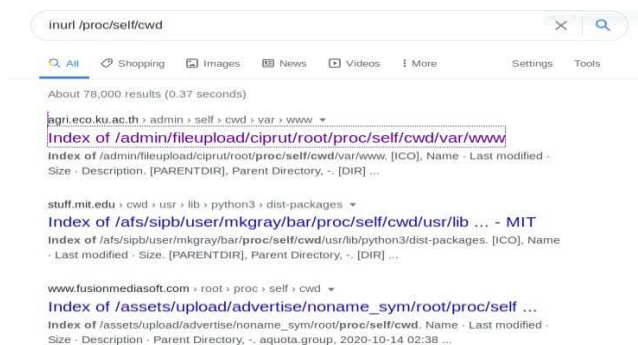 inurl /proc/self/cwd
All Shopping Images News Videos More Settings Tools
About 78,000 results (0.37 seconds)
agri.eco.ku.ac.th › admin › self › cwd › var › www
Index of /admin/fileupload/ciprut/root/proc/self/cwd/var/www
Index of /admin/fileupload/ciprut/root/proc/self/cwd/var/www. [ICO], Name · Last modified ·
Size · Description. [PARENTDIR], Parent Directory, -. [DIR] ...
stuff.mit.edu › cwd › usr › lib › python3 › dist-packages
Index of /afs/sipb/user/mkgray/bar/proc/self/cwd/usr/lib ... - MIT
Index of /afs/sipb/user/mkgray/bar/proc/self/cwd/usr/lib/python3/dist-packages. [ICO], Name
· Last modified · Size. [PARENTDIR], Parent Directory, -. [DIR] ...
www.fusionmediasoft.com › root › proc › self › cwd
Index of /assets/upload/advertise/noname_sym/root/proc/self ...
Index of /assets/upload/advertise/noname_sym/root/proc/self/cwd. Name · Last modified ·
Size · Description · Parent Directory, -. aquota.group, 2020-10-14 02:38 ...